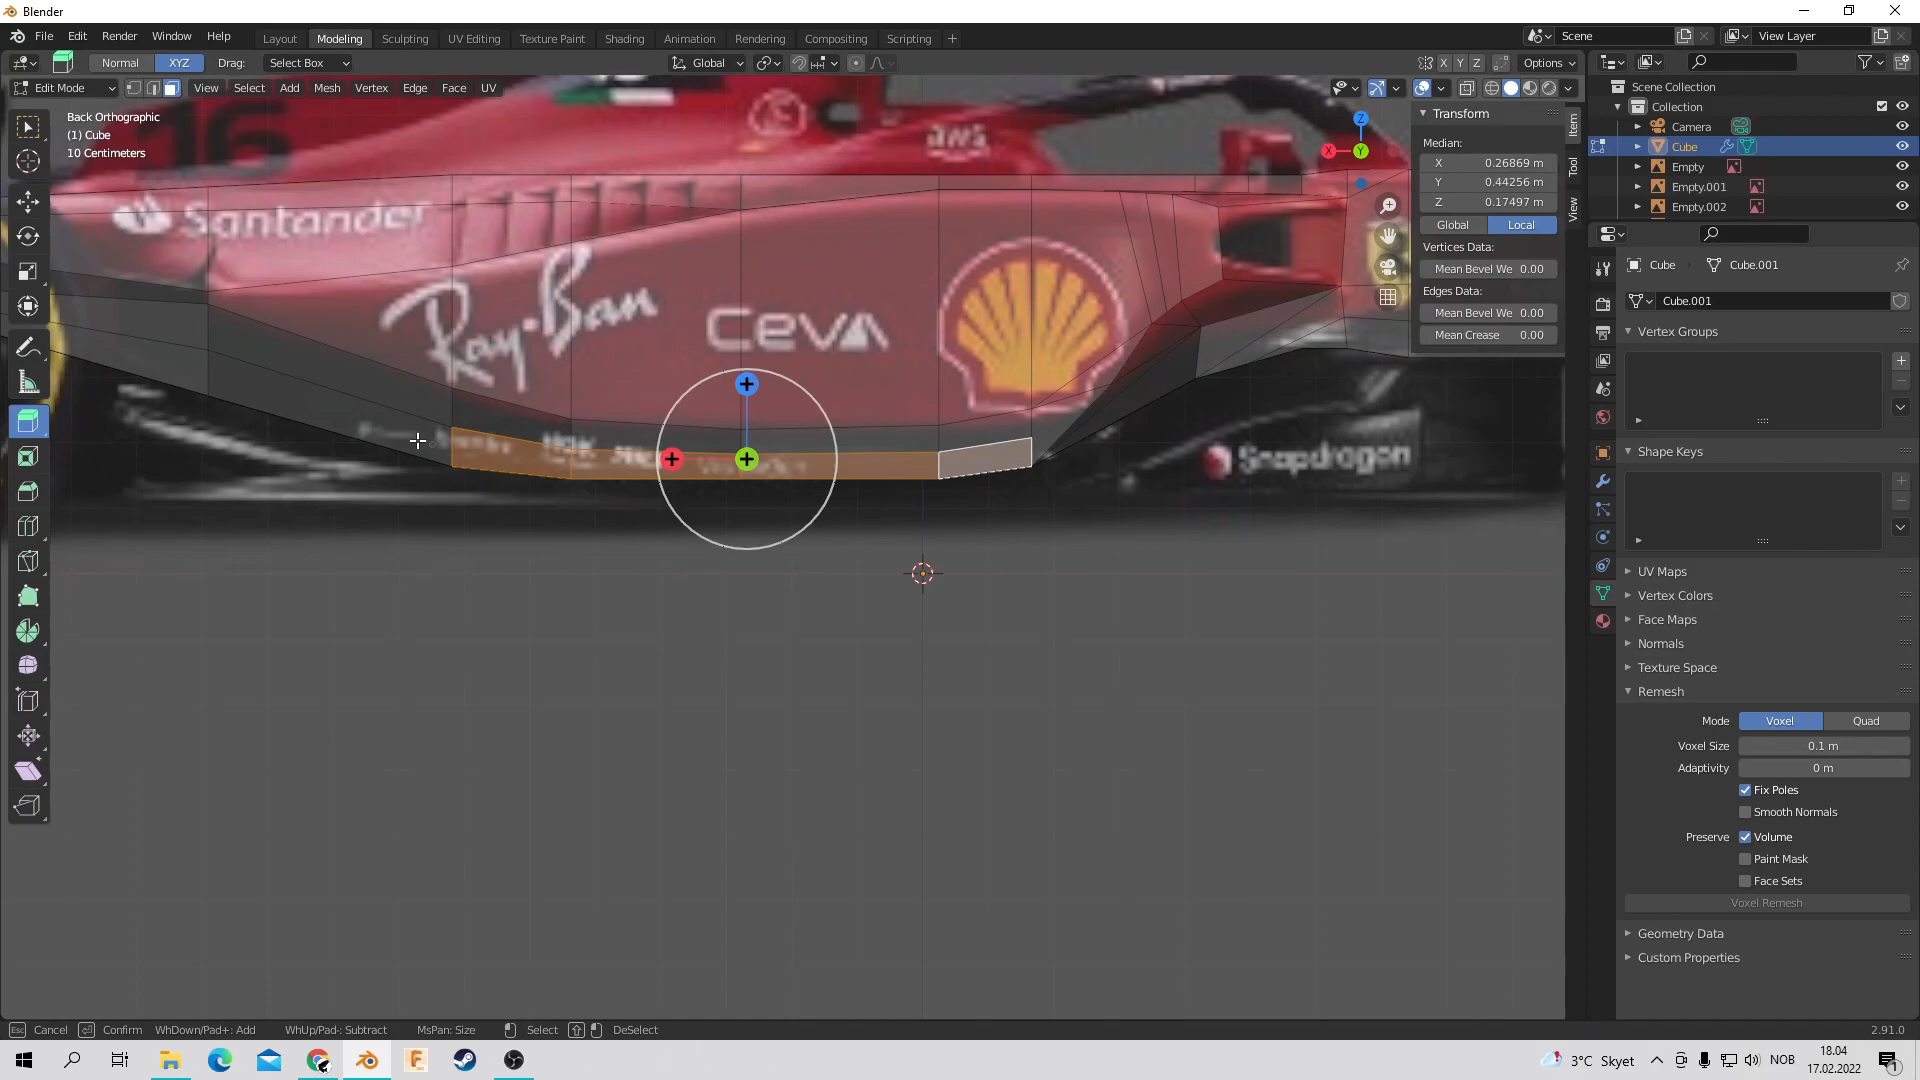 Blender
File Edit Render Window Help Layout Modeling Sculpting UV Editing Texture Paint Shading Animation Rendering Compositing Scripting Scene View Layer
Normal XYZ Drag: Select Box Global X Y Z Options
Edit Mode View Select Add Mesh Vertex Edge Face UV
Back Orthographic
(1) Cube
10 Centimeters
16
aws
Santander
Ray-Ban
CEVA
Snapdragon
Z
X
Y
Transform
Median:
X 0.26869 m
Y 0.44256 m
Z 0.17497 m
Global Local
Vertices Data:
Mean Bevel We 0.00
Edges Data:
Mean Bevel We 0.00
Mean Crease 0.00
Item
Tool
View
Scene Collection
Collection
Camera
Cube
Empty
Empty.001
Empty.002
Cube Cube.001
Cube.001
Vertex Groups
Shape Keys
UV Maps
Vertex Colors
Face Maps
Normals
Texture Space
Remesh
Mode Voxel Quad
Voxel Size 0.1 m
Adaptivity 0 m
Fix Poles
Smooth Normals
Preserve Volume
Paint Mask
Face Sets
Voxel Remesh
Geometry Data
Custom Properties
Esc Cancel Confirm WhDown/Pad+: Add WhUp/Pad-: Subtract MsPan: Size Select DeSelect 2.91.0
3°C Skyet NOB 18.04
17.02.2022 1